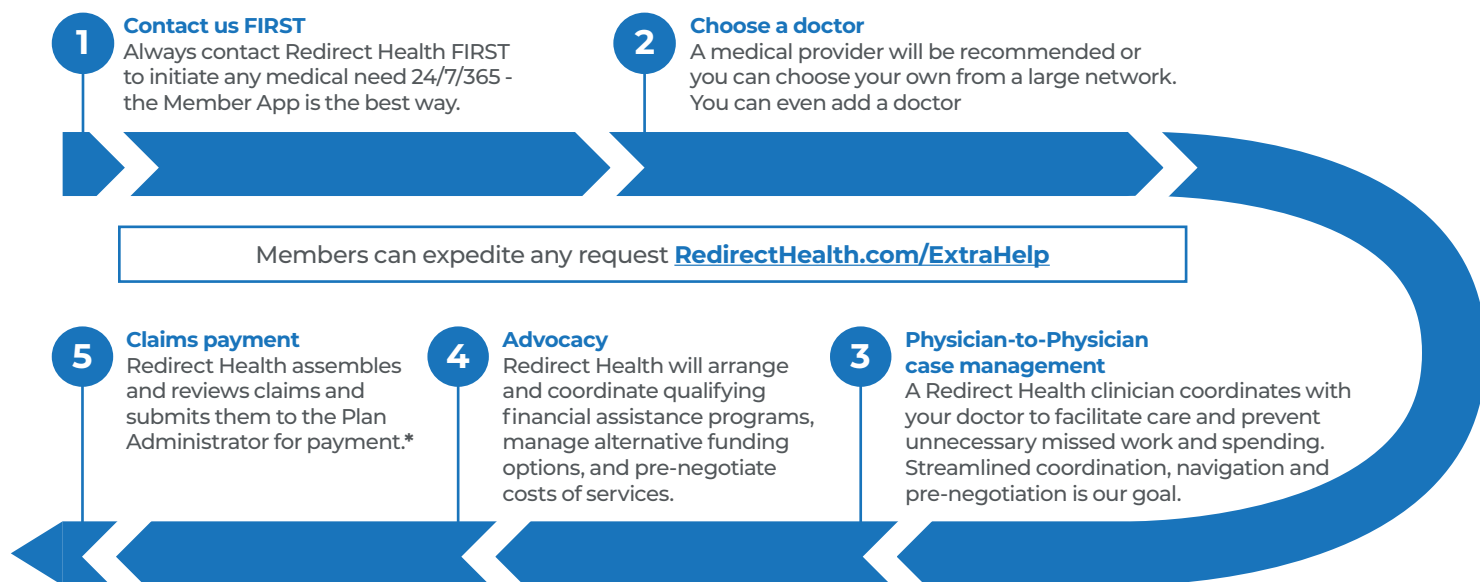 1
Contact us FIRST
Always contact Redirect Health FIRST
to initiate any medical need 24/7/365 -
the Member App is the best way.
2
Choose a doctor
A medical provider will be recommended or
you can choose your own from a large network.
You can even add a doctor
Members can expedite any request RedirectHealth.com/ExtraHelp
3
Physician-to-Physician
case management
A Redirect Health clinician coordinates with
your doctor to facilitate care and prevent
unnecessary missed work and spending.
Streamlined coordination, navigation and
pre-negotiation is our goal.
4
Advocacy
Redirect Health will arrange
and coordinate qualifying
financial assistance programs,
manage alternative funding
options, and pre-negotiate
costs of services.
5
Claims payment
Redirect Health assembles
and reviews claims and
submits them to the Plan
Administrator for payment.*